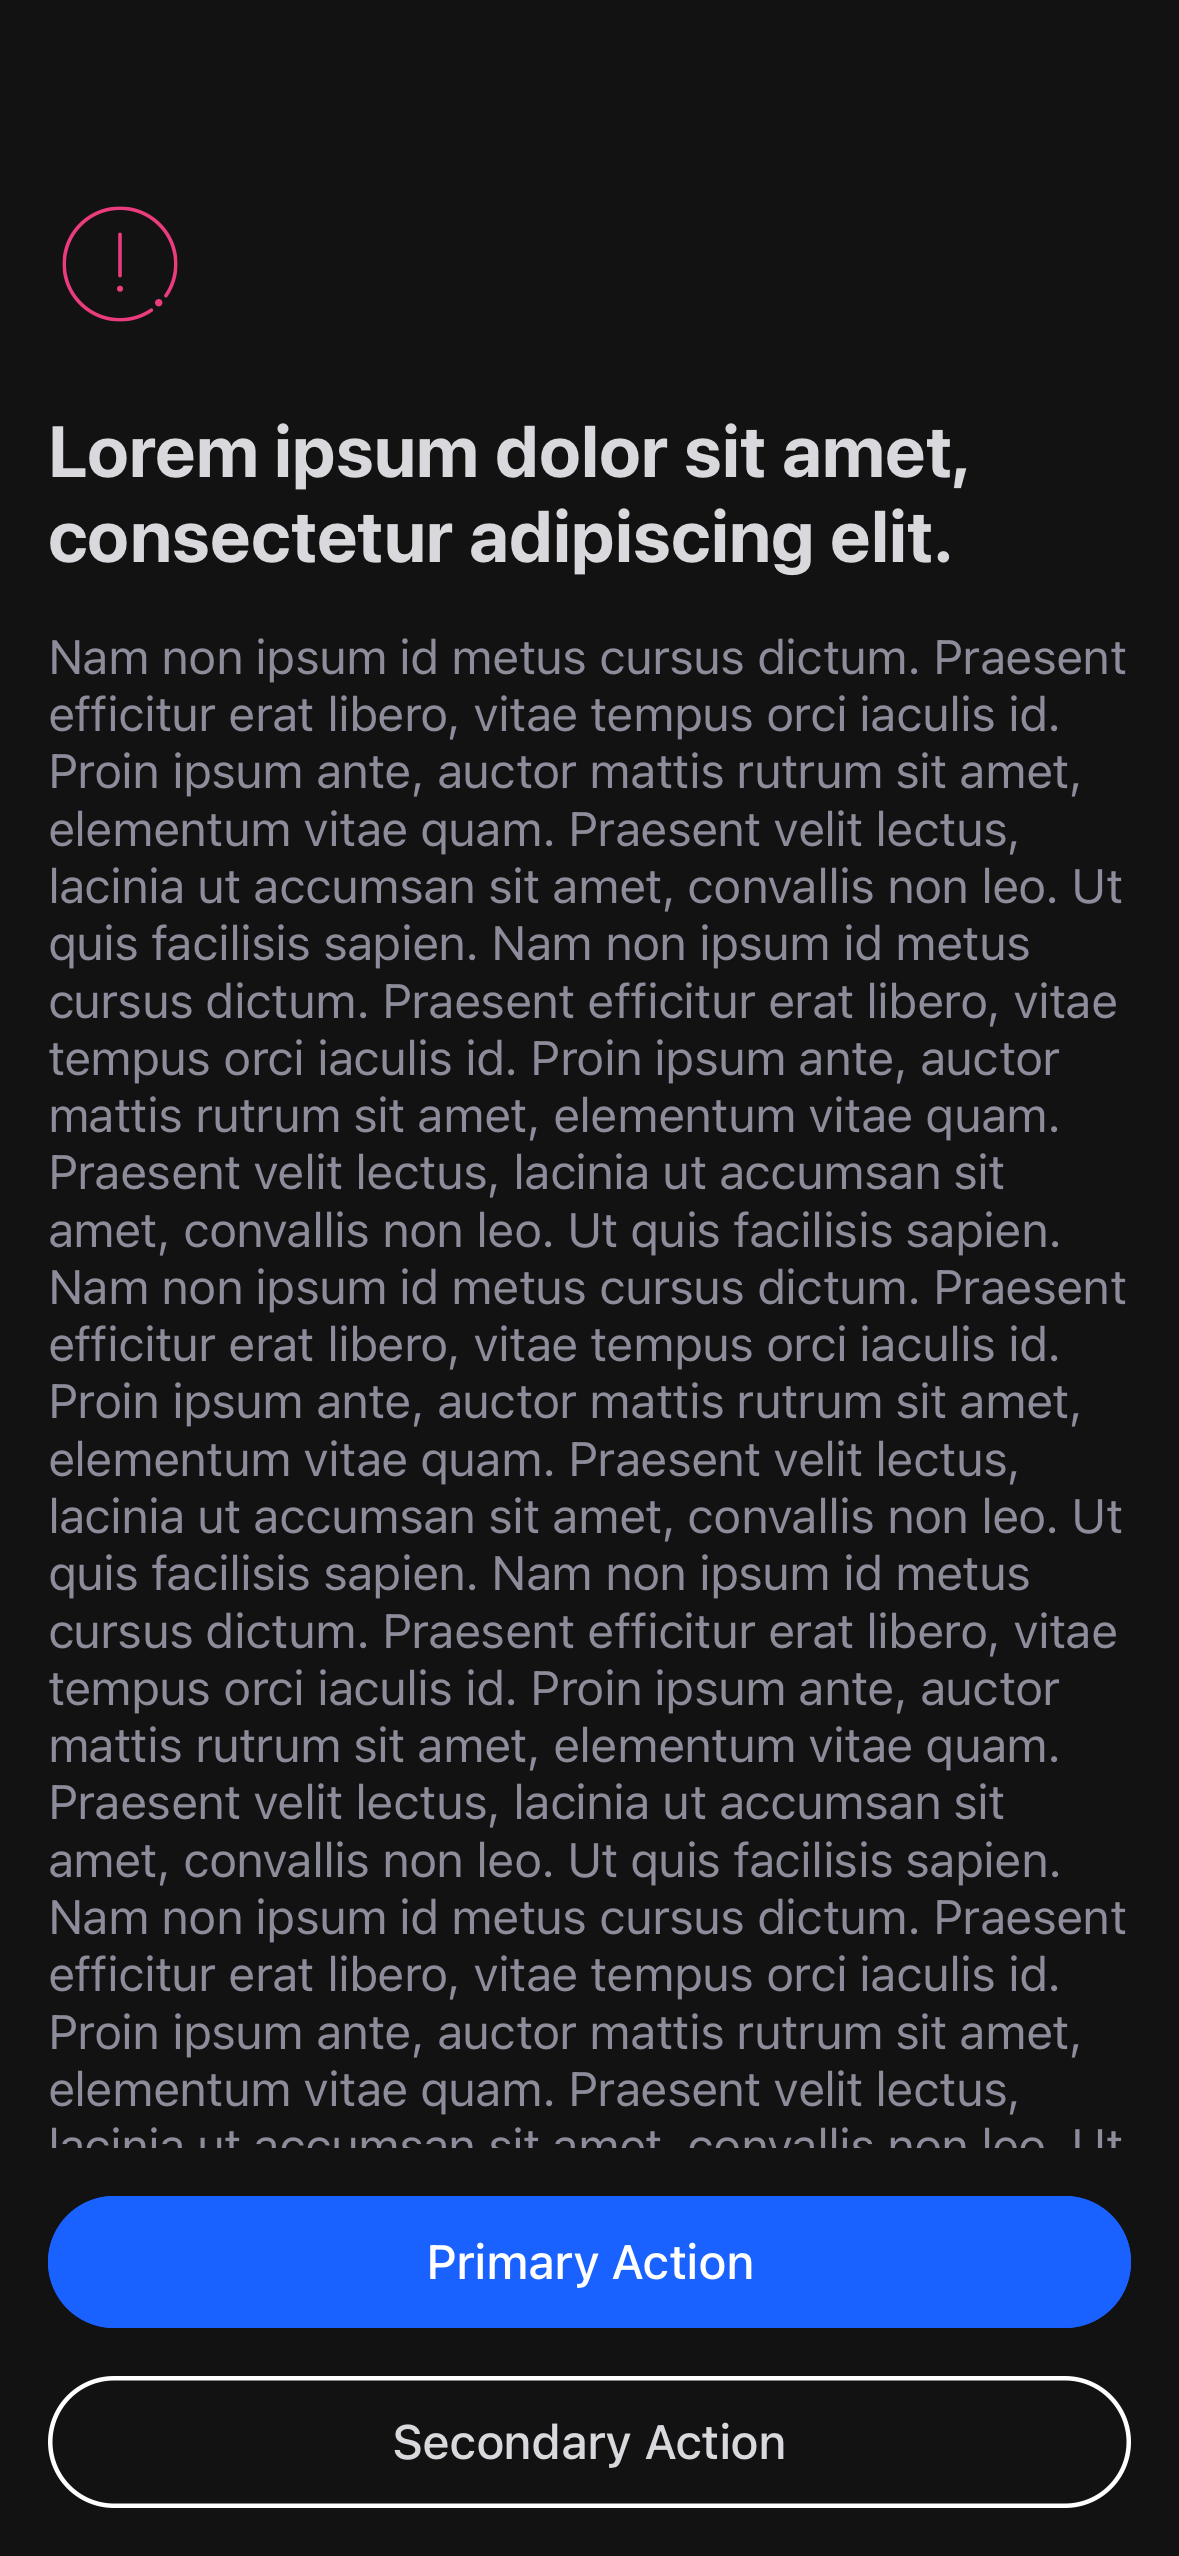 Lorem ipsum dolor sit amet,
consectetur adipiscing elit.
Nam non ipsum id metus cursus dictum. Praesent
efficitur erat libero, vitae tempus orci iaculis id.
Proin ipsum ante, auctor mattis rutrum sit amet,
elementum vitae quam. Praesent velit lectus,
lacinia ut accumsan sit amet, convallis non leo. Ut
quis facilisis sapien. Nam non ipsum id metus
cursus dictum. Praesent efficitur erat libero, vitae
tempus orci iaculis id. Proin ipsum ante, auctor
mattis rutrum sit amet, elementum vitae quam.
Praesent velit lectus, lacinia ut accumsan sit
amet, convallis non leo. Ut quis facilisis sapien.
Nam non ipsum id metus cursus dictum. Praesent
efficitur erat libero, vitae tempus orci iaculis id.
Proin ipsum ante, auctor mattis rutrum sit amet,
elementum vitae quam. Praesent velit lectus,
lacinia ut accumsan sit amet, convallis non leo. Ut
quis facilisis sapien. Nam non ipsum id metus
cursus dictum. Praesent efficitur erat libero, vitae
tempus orci iaculis id. Proin ipsum ante, auctor
mattis rutrum sit amet, elementum vitae quam.
Praesent velit lectus, lacinia ut accumsan sit
amet, convallis non leo. Ut quis facilisis sapien.
Nam non ipsum id metus cursus dictum. Praesent
efficitur erat libero, vitae tempus orci iaculis id.
Proin ipsum ante, auctor mattis rutrum sit amet,
elementum vitae quam. Praesent velit lectus,
lacinia ut accumsan sit amet, convallis non leo. Ut
Primary Action
Secondary Action